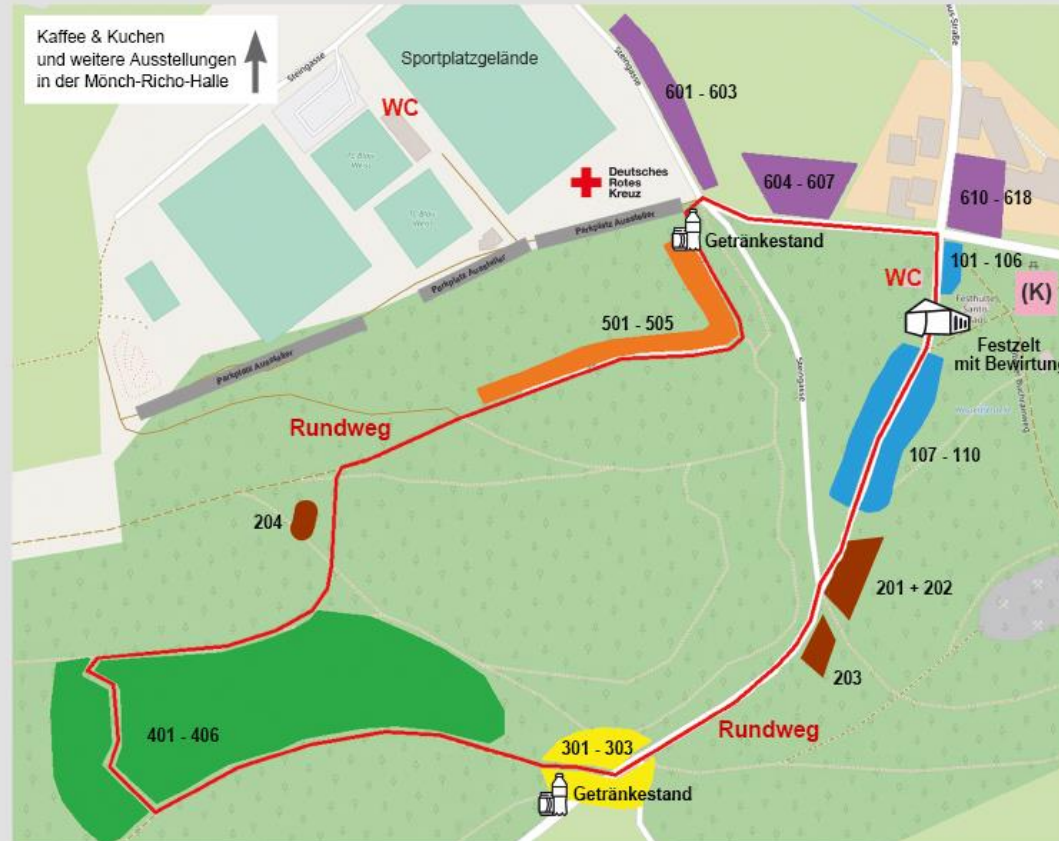 Kaffee & Kuchen
und weitere Ausstellungen
in der Mönch-Richo-Halle
Steingasse
Sportplatzgelände
WC
Steingasse
601 - 603
604 - 607
610 - 618
Deutsches
Rotes
Kreuz
Parkplatz Aussteller
Getränkestand
Parkplatz Aussteller
Parkplatz Aussteller
101 - 106
WC
(K)
Festzelt
mit Bewirtung
501 - 505
Steingasse
Rundweg
107 - 110
204
201 + 202
203
Rundweg
401 - 406
301 - 303
Getränkestand